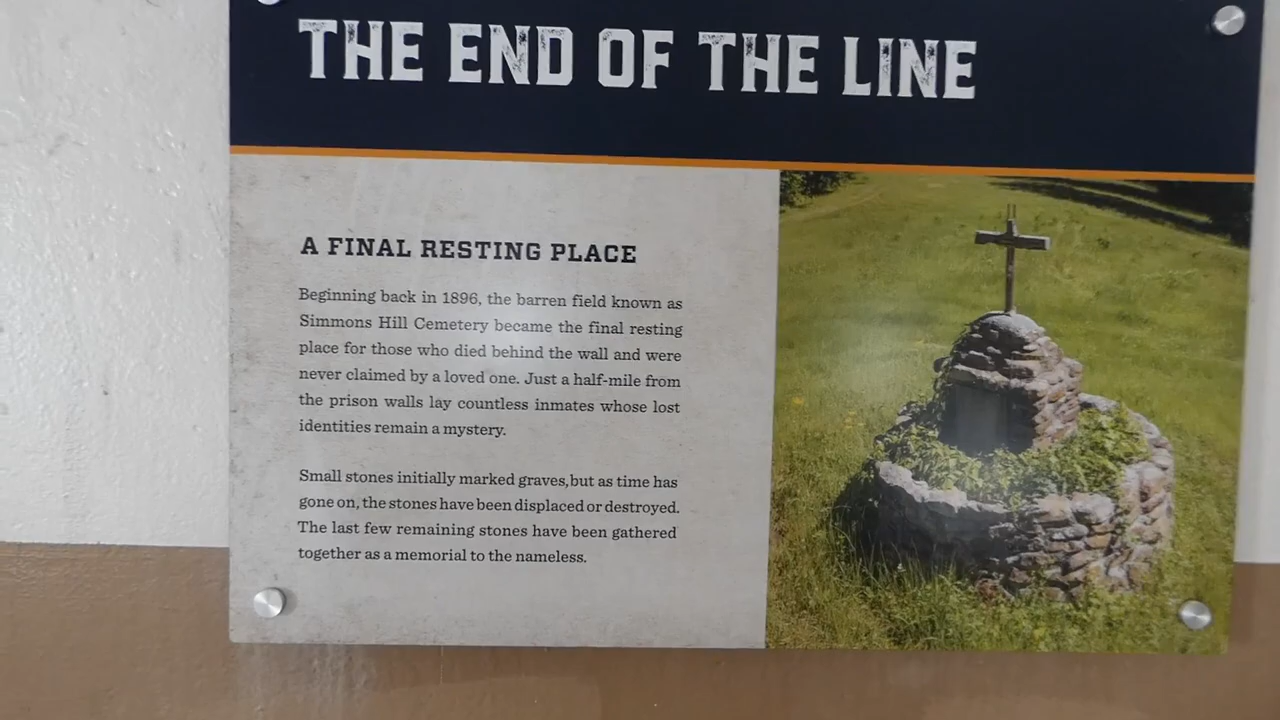 THE END OF THE LINE
A FINAL RESTING PLACE
Beginning back in 1896, the barren field known as
Simmons Hill Cemetery became the final resting
place for those who died behind the wall and were
never claimed by a loved one. Just a half-mile from
the prison walls lay countless inmates whose lost
identities remain a mystery.
Small stones initially marked graves,but as time has
gone on, the stones have been displaced or destroyed.
The last few remaining stones have been gathered
together as a memorial to the nameless.